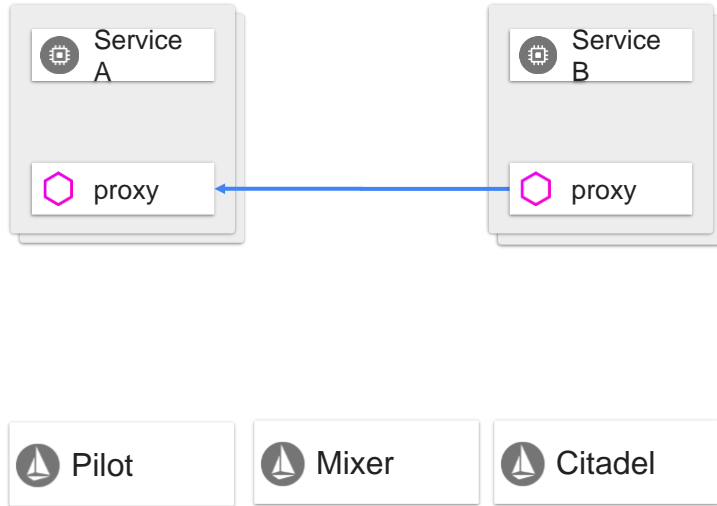 Service
A
Service
B
proxy
proxy
Pilot
Mixer
Citadel